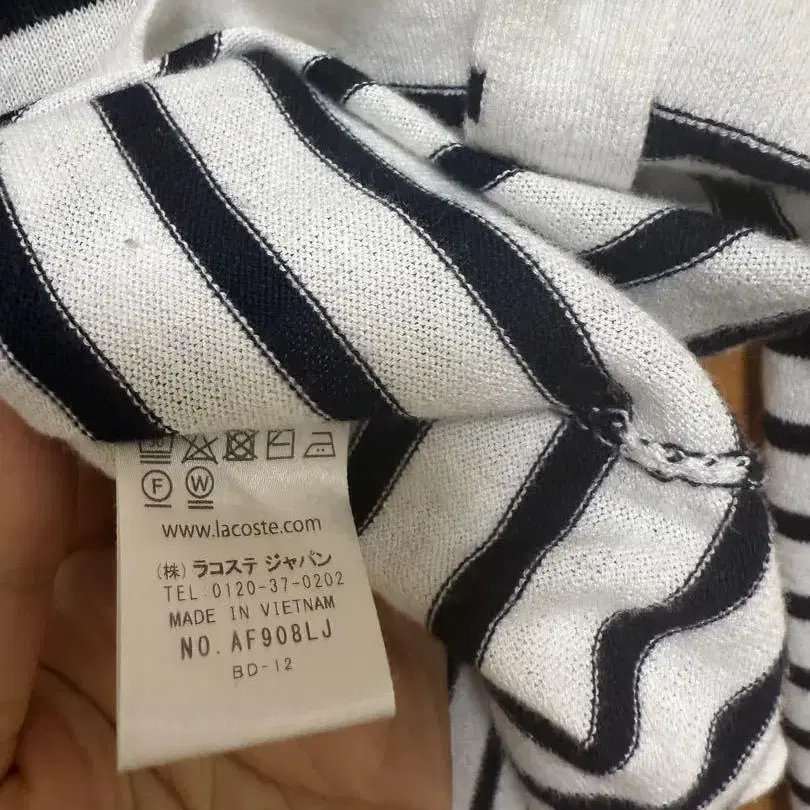 30
F W
www.lacoste.com
(株) ラコステ ジャパン
TEL:0120-37-0202
MADE IN VIETNAM
NO. AF908LJ
BD-12